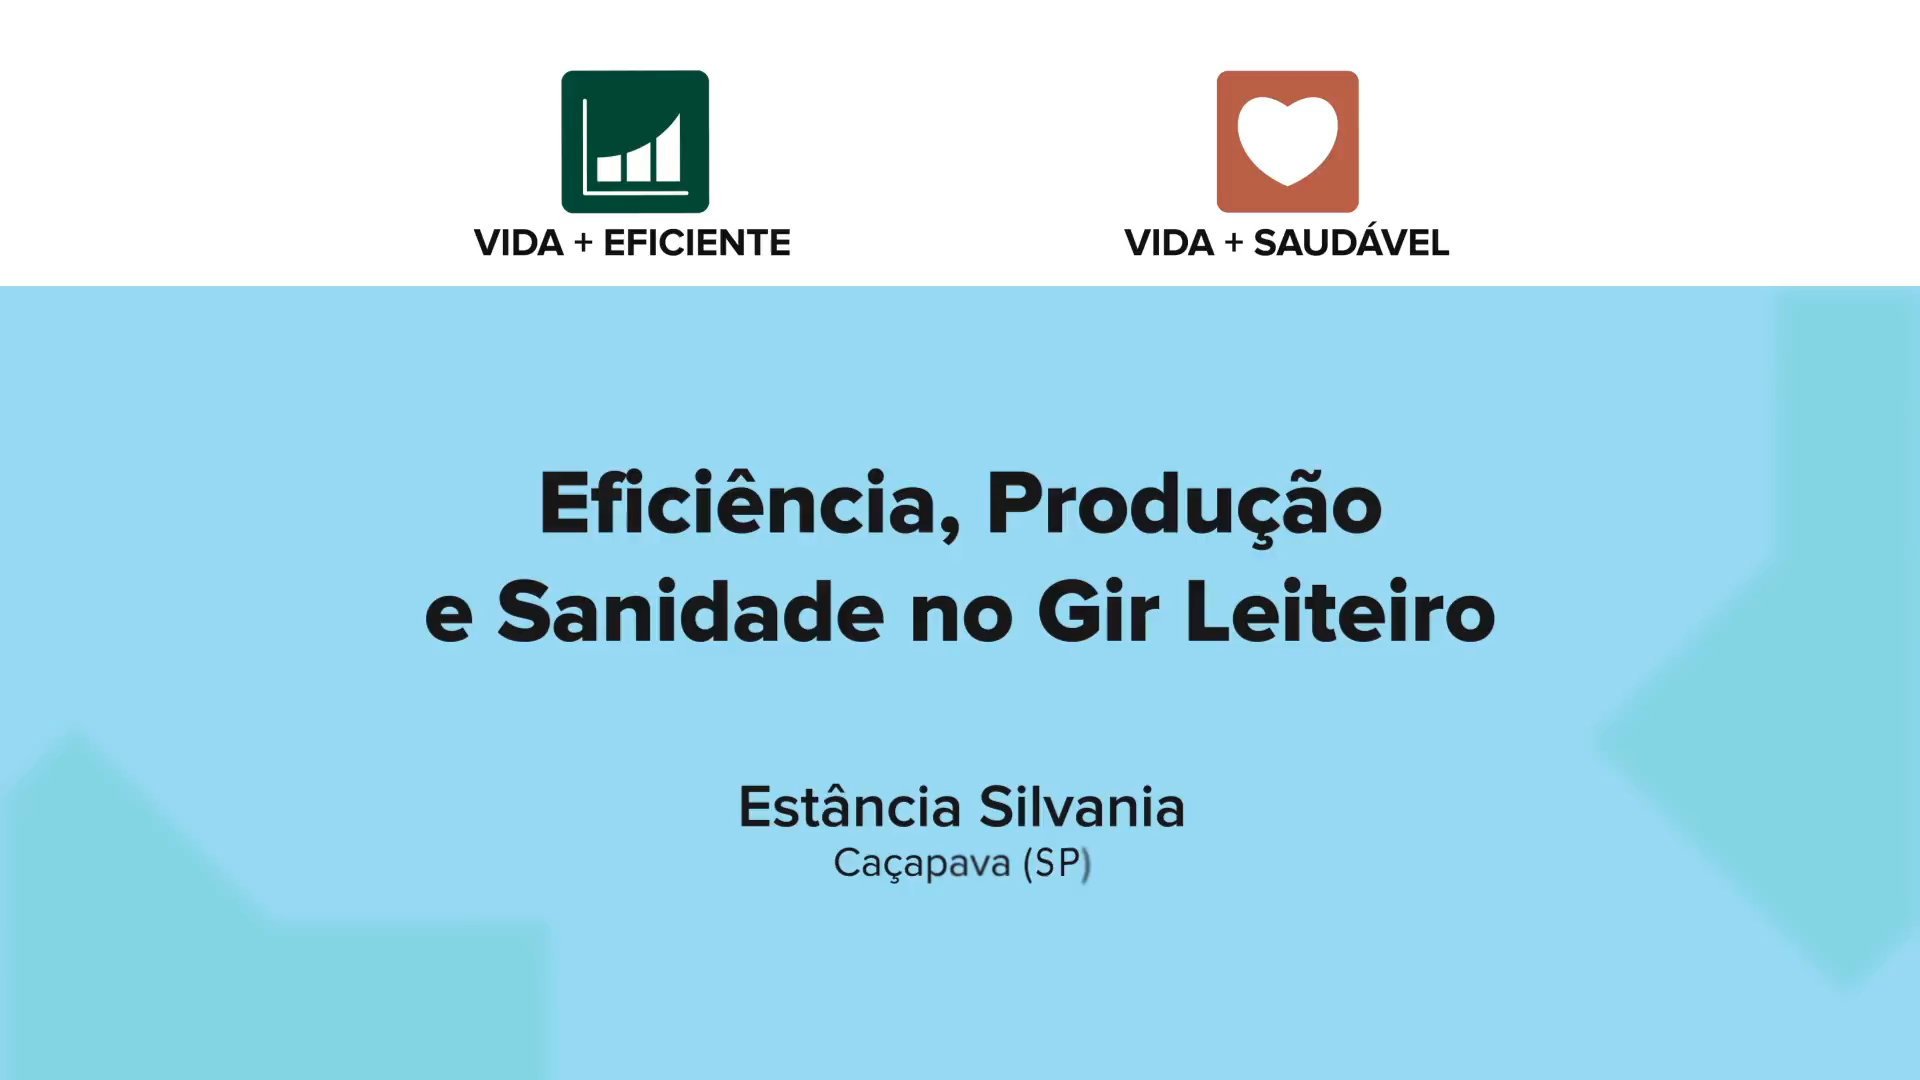 VIDA + EFICIENTE
VIDA + SAUDÁVEL
Eficiência, Produção
e Sanidade no Gir Leiteiro
Estância Silvania
Caçapava (SP)